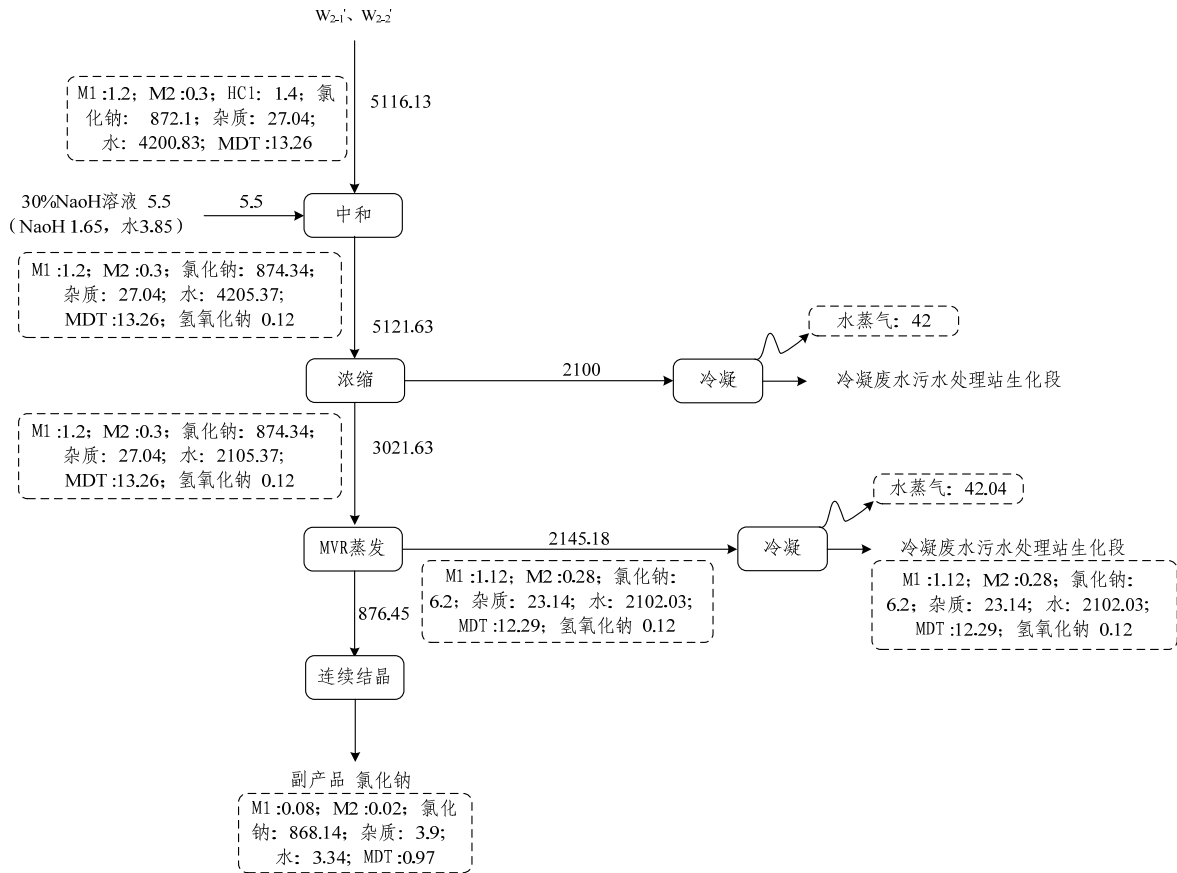 W2-1'、W2-2'
M1:1.2；M2:0.3；HCl：1.4；氯
化钠： 872.1；杂质：27.04；
水：4200.83；MDT:13.26
5116.13
30%NaoH溶液 5.5
（NaoH 1.65，水3.85）
5.5
中和
M1:1.2；M2:0.3；氯化钠：874.34；
杂质：27.04；水：4205.37;
MDT:13.26；氢氧化钠 0.12
5121.63
水蒸气：42
浓缩
2100
冷凝
冷凝废水污水处理站生化段
M1:1.2；M2:0.3；氯化钠：874.34；
杂质：27.04；水：2105.37;
MDT:13.26；氢氧化钠 0.12
3021.63
水蒸气：42.04
MVR蒸发
2145.18
冷凝
冷凝废水污水处理站生化段
M1:1.12；M2:0.28；氯化钠：
6.2；杂质：23.14；水：2102.03;
MDT:12.29；氢氧化钠 0.12
M1:1.12；M2:0.28；氯化钠：
6.2；杂质：23.14；水：2102.03;
MDT:12.29；氢氧化钠 0.12
876.45
连续结晶
副产品 氯化钠
M1:0.08；M2:0.02；氯化
钠：868.14；杂质：3.9；
水：3.34；MDT:0.97